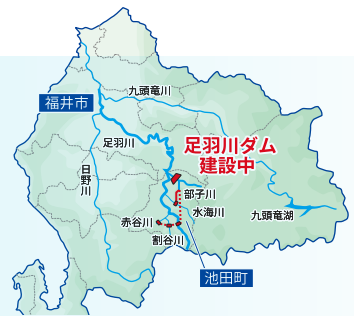 福井市
九頭竜川
足羽川
足羽川ダム
建設中
日野川
部子川
水海川
赤谷川
割谷川
九頭竜湖
池田町